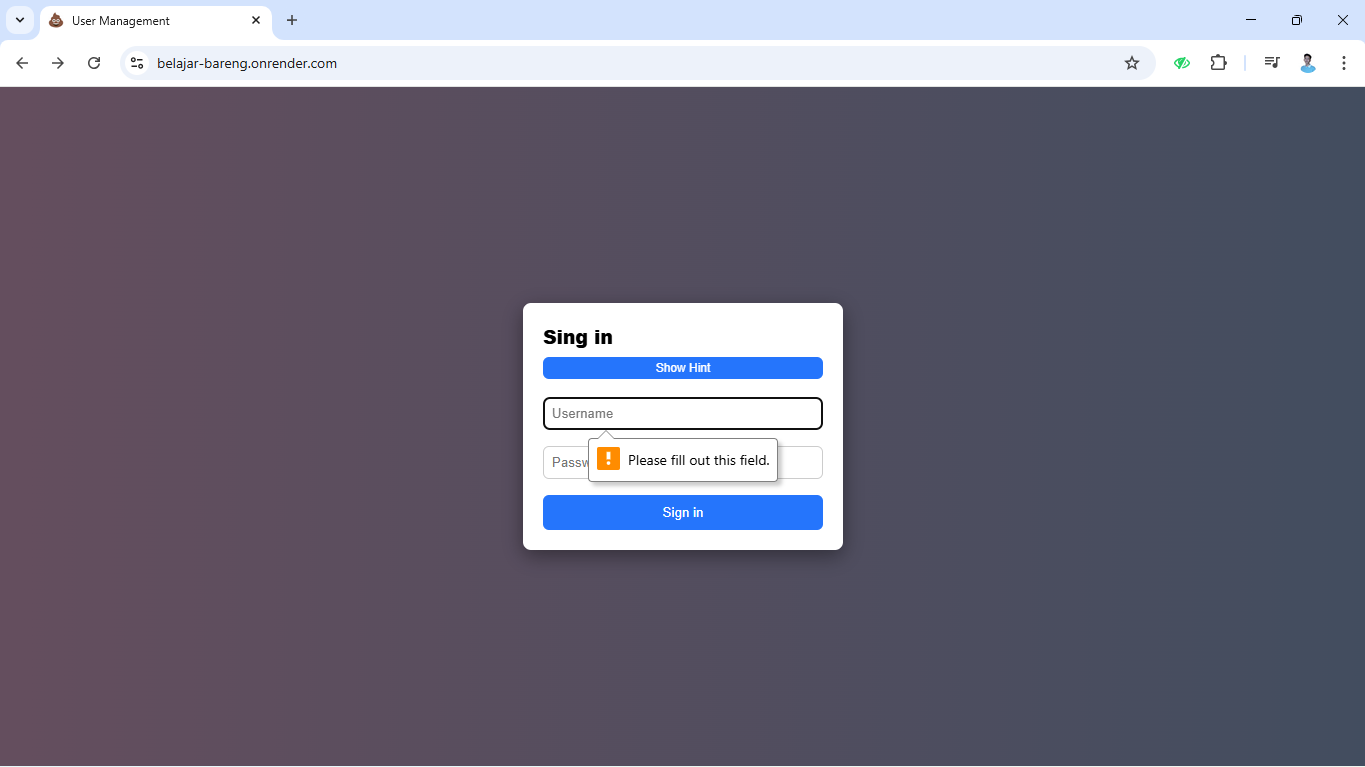 User Management
belajar-bareng.onrender.com
Sing in
Show Hint
Username
Passw
Please fill out this field.
Sign in